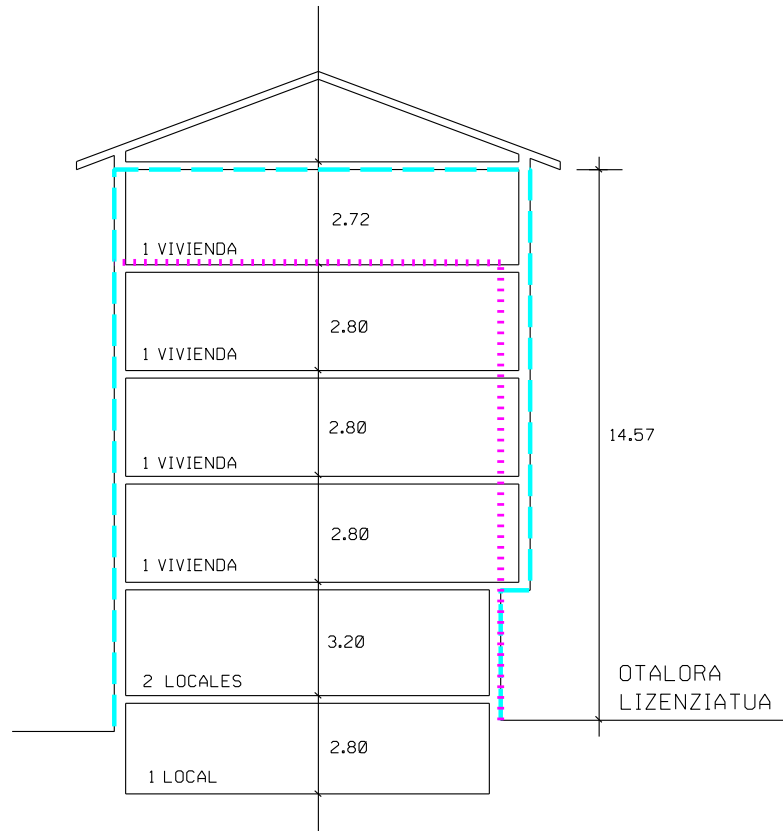 2.72
1 VIVIENDA
2.80
1 VIVIENDA
2.80
14.57
1 VIVIENDA
2.80
1 VIVIENDA
3.20
2 LOCALES
OTALORA
LIZENZIATUA
2.80
1 LOCAL